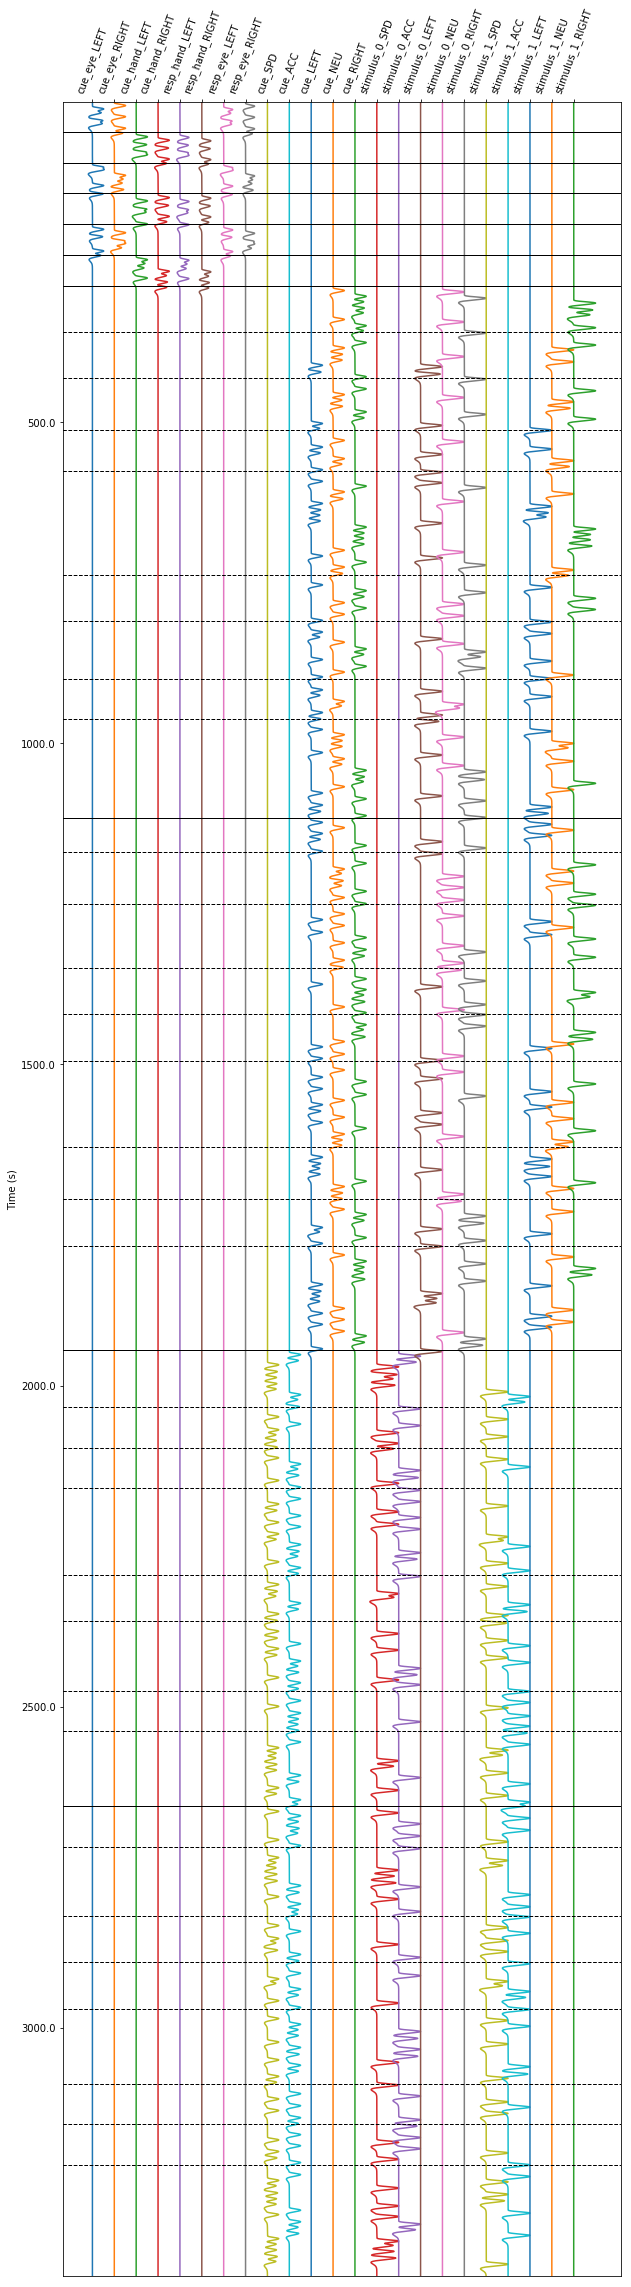 cue_eye_LEFT
cue_eye_RIGHT
cue_hand_LEFT
cue_hand_RIGHT
resp_hand_LEFT
resp_hand_RIGHT
resp_eye_LEFT
resp_eye_RIGHT
cue_SPD
cue_ACC
cue_LEFT
cue_NEU
cue_RIGHT
stimulus_0_SPD
stimulus_0_ACC
stimulus_0_LEFT
stimulus_0_NEU
stimulus_0_RIGHT
stimulus_1_SPD
stimulus_1_ACC
stimulus_1_LEFT
stimulus_1_NEU
stimulus_1_RIGHT
500.0
1000.0
1500.0
Time (s)
2000.0
2500.0
3000.0